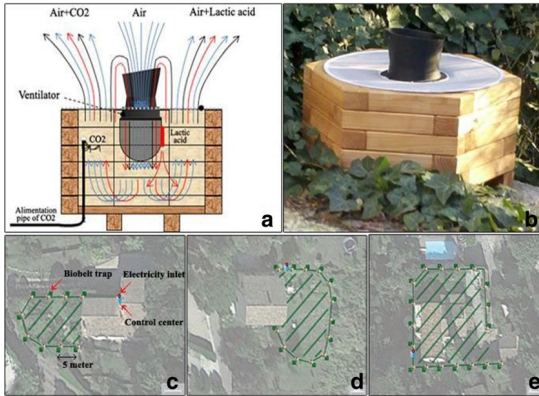 Air+CO2 Air Air+Lactic acid
Ventilator
CO2
Lactic
acid
Alimentation
pipe of CO2
a
b
Biobelt trap
Electricity inlet
Control center
5 meter
c
d
e